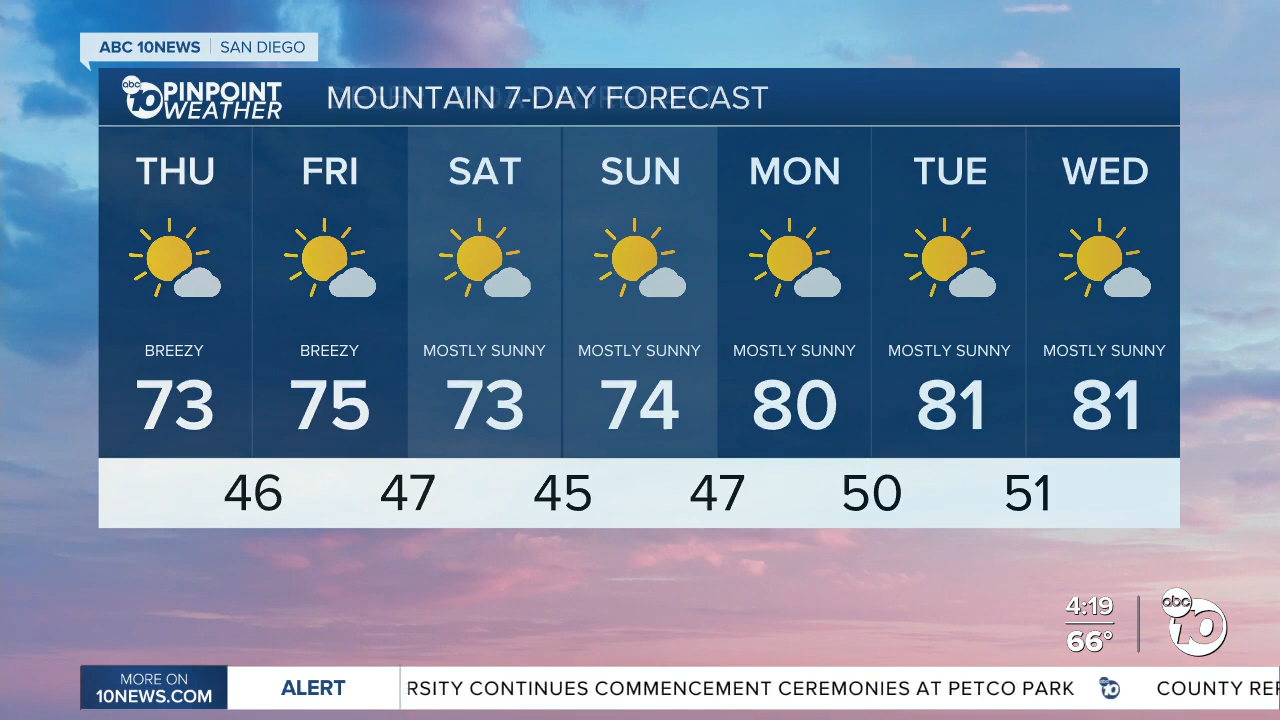 ABC 10NEWS | SAN DIEGO
abc 10 PINPOINT WEATHER
MOUNTAIN 7-DAY FORECAST
THU FRI SAT SUN MON TUE WED
BREEZY BREEZY MOSTLY SUNNY MOSTLY SUNNY MOSTLY SUNNY MOSTLY SUNNY MOSTLY SUNNY
73 75 73 74 80 81 81
46 47 45 47 50 51
4:19
66°
abc 10
MORE ON
10NEWS.COM
ALERT
RSITY CONTINUES COMMENCEMENT CEREMONIES AT PETCO PARK abc 10 COUNTY REP